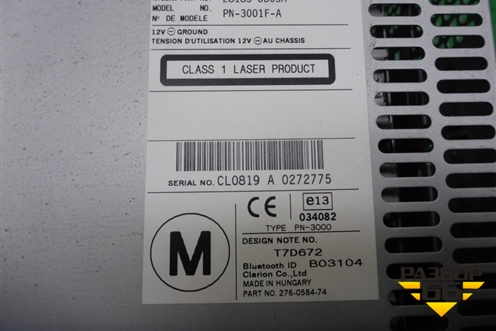 MODEL NO. PN-3001F-A
N° DE MODELE
12V ⊖ GROUND
TENSION D'UTILISATION 12V ⊖ AU CHASSIS
CLASS 1 LASER PRODUCT
SERIAL NO. CL0819 A 0272775
CE e13
034082
TYPE PN-3000
M
DESIGN NOTE NO.
T7D672
Bluetooth ID B03104
Clarion Co.,Ltd
MADE IN HUNGARY
PART NO. 276-0584-74
РАЗБОР
66